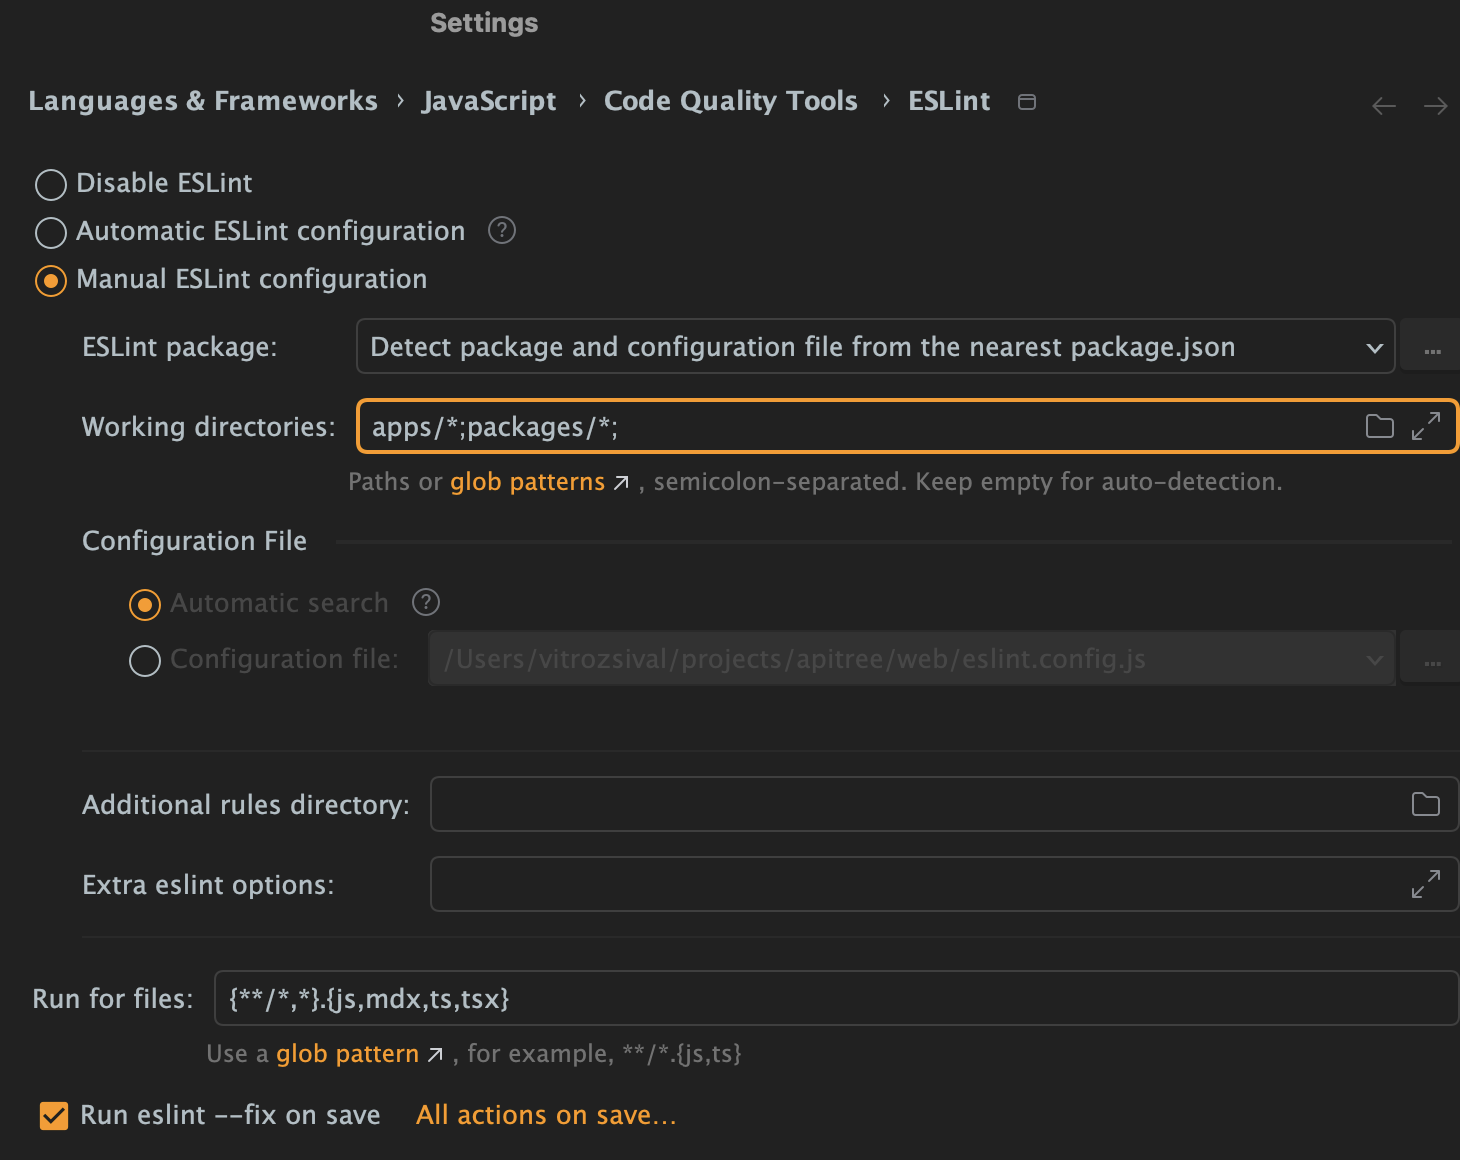 Settings
Languages & Frameworks › JavaScript › Code Quality Tools › ESLint
Disable ESLint
Automatic ESLint configuration ?
Manual ESLint configuration
ESLint package: Detect package and configuration file from the nearest package.json ...
Working directories: apps/*;packages/*;
Paths or glob patterns ↗ , semicolon-separated. Keep empty for auto-detection.
Configuration File
Automatic search ?
Configuration file: /Users/vitrozsival/projects/apitree/web/eslint.config.js ...
Additional rules directory:
Extra eslint options:
Run for files: {**/*,*}.{js,mdx,ts,tsx}
Use a glob pattern ↗ , for example, **/*.{js,ts}
Run eslint --fix on save All actions on save...